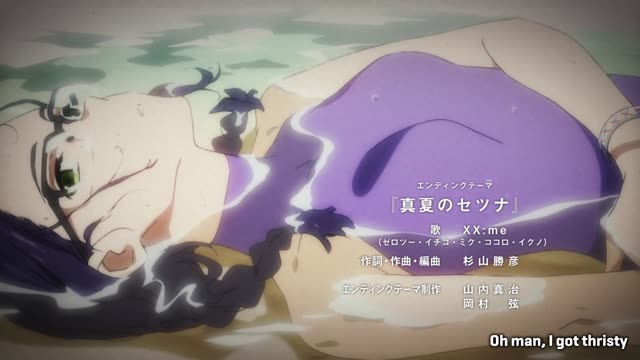 エンディングテーマ
『真夏のセツナ』
歌　XX:me
（ゼロツー・イチゴ・ミク・ココロ・イクノ）
作詞・作曲・編曲　杉山勝彦
エンディングテーマ制作　山内真治
岡村　弦
Oh man, I got thristy